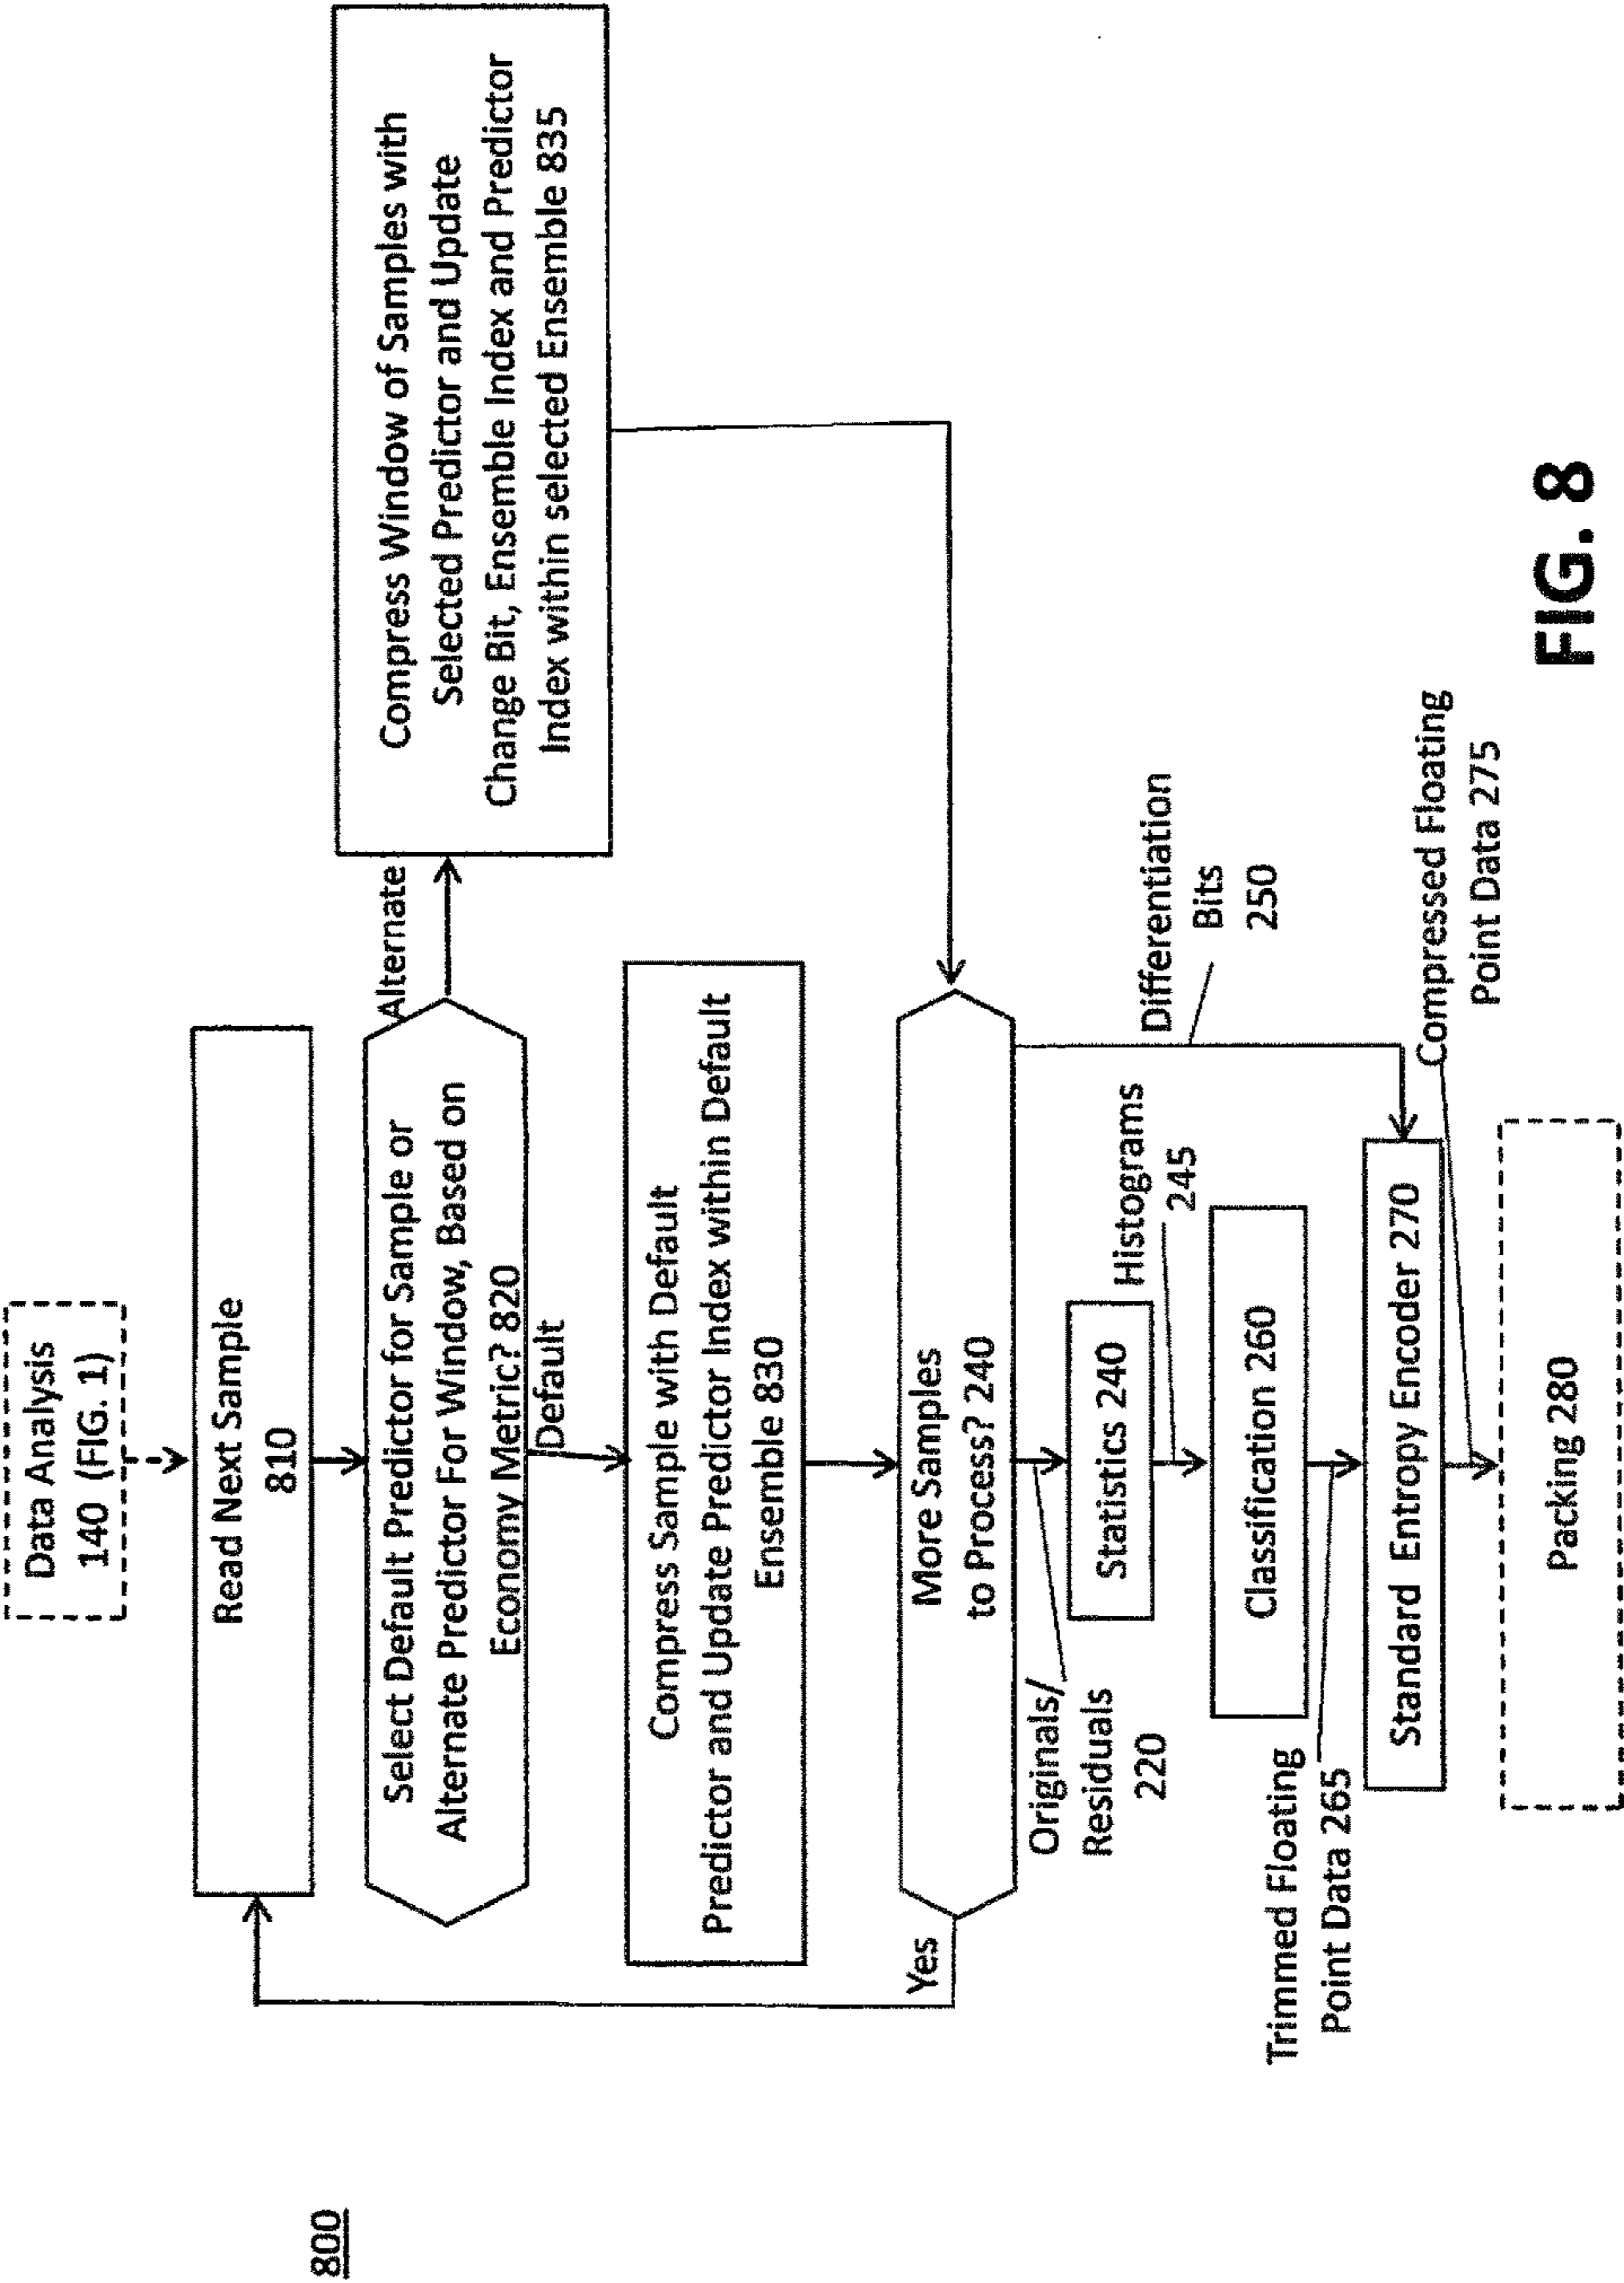 800
Data Analysis
140 (FIG. 1)
Read Next Sample
810
Select Default Predictor for Sample or
Alternate Predictor For Window, Based on
Economy Metric? 820
Alternate
Default
Compress Window of Samples with
Selected Predictor and Update
Change Bit, Ensemble Index and Predictor
Index within selected Ensemble 835
Compress Sample with Default
Predictor and Update Predictor Index within Default
Ensemble 830
More Samples
to Process? 240
Yes
Originals/
Residuals
220
Statistics 240
Differentiation
Bits
250
Histograms
245
Classification 260
Trimmed Floating
Point Data 265
Standard Entropy Encoder 270
Compressed Floating
Point Data 275
Packing 280
FIG. 8